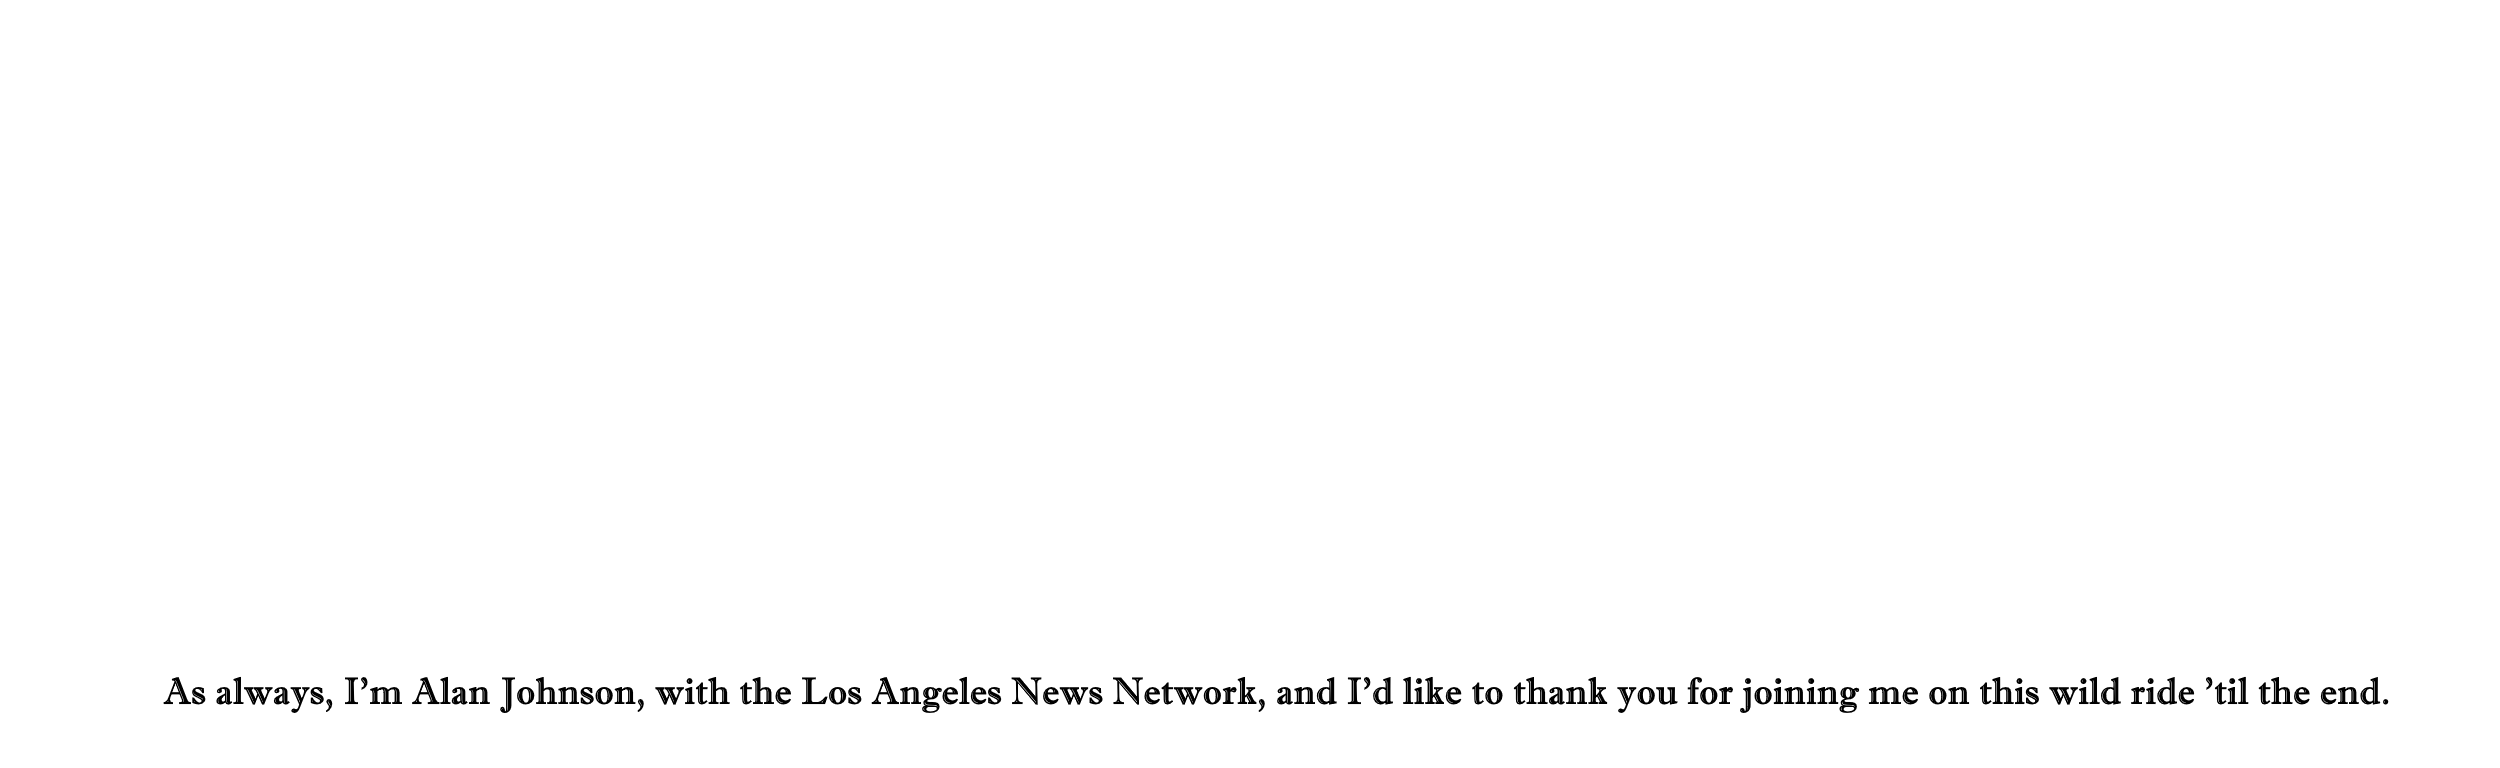 As always, I’m Alan Johnson, with the Los Angeles News Network, and I’d like to thank you for joining me on this wild ride ’til the end.